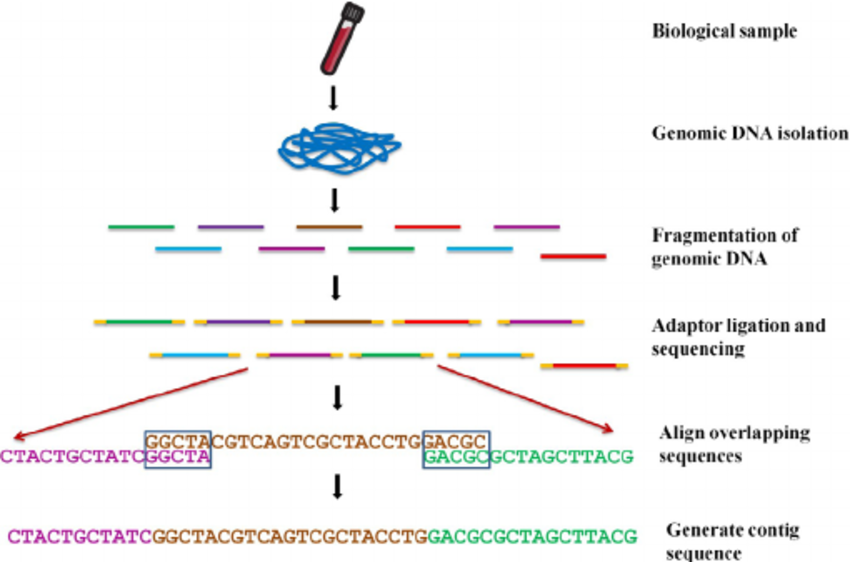 Biological sample
Genomic DNA isolation
Fragmentation of
genomic DNA
Adaptor ligation and
sequencing
GGCTACGTCAGTCGCTACCTGGACGC
CTACTGCTATCGGCTA
GACGCGCTAGCTTACG
Align overlapping
sequences
CTACTGCTATCGGCTACGTCAGTCGCTACCTGGACGCGCTAGCTTACG
Generate contig
sequence